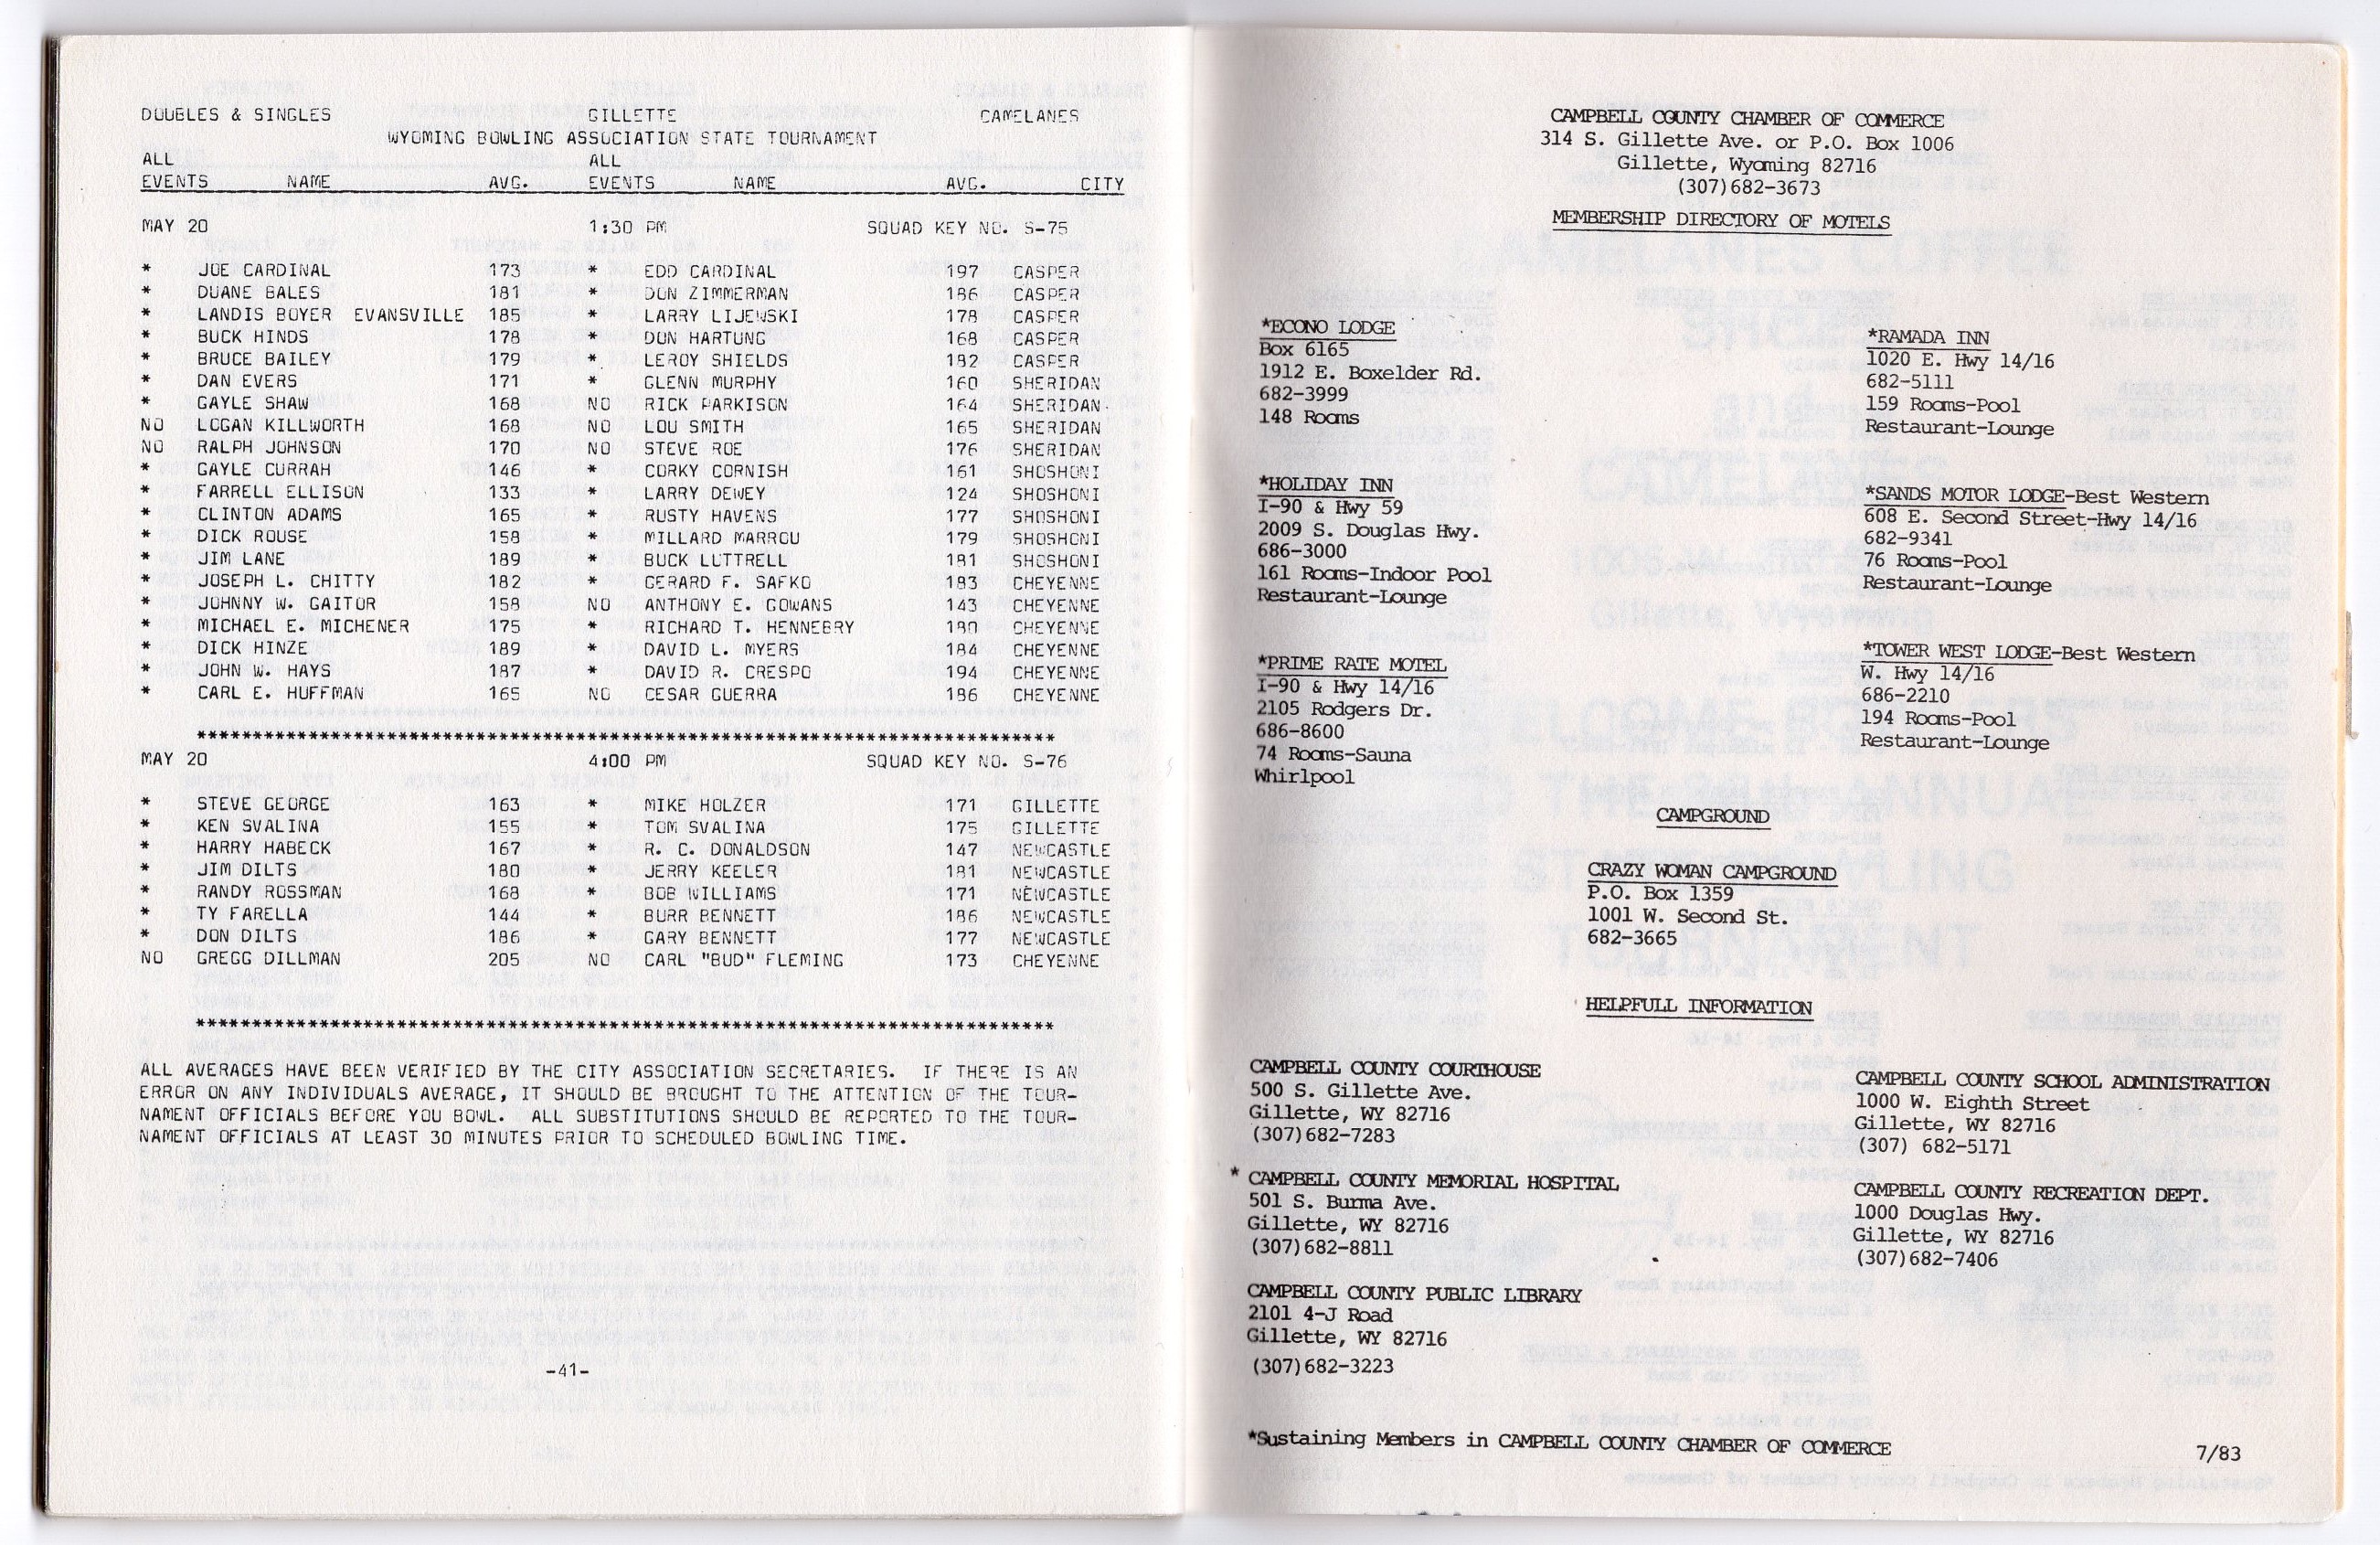 DOUBLES & SINGLES GILLETTE CAMELANES
WYOMING BOWLING ASSOCIATION STATE TOURNAMENT
ALL ALL
EVENTS NAME AVG. EVENTS NAME AVG. CITY
MAY 20 1:30 PM SQUAD KEY NO. S-75
* JOE CARDINAL 173 * EDD CARDINAL 197 CASPER
* DUANE BALES 181 * DON ZIMMERMAN 186 CASPER
* LANDIS BOYER EVANSVILLE 185 * LARRY LIJEWSKI 178 CASPER
* BUCK HINDS 178 * DON HARTUNG 168 CASPER
* BRUCE BAILEY 179 * LEROY SHIELDS 182 CASPER
* DAN EVERS 171 * GLENN MURPHY 160 SHERIDAN
* GAYLE SHAW 168 NO RICK PARKISON 164 SHERIDAN
NO LOGAN KILLWORTH 168 NO LOU SMITH 165 SHERIDAN
NO RALPH JOHNSON 170 NO STEVE ROE 176 SHERIDAN
* GAYLE CURRAH 146 * CORKY CORNISH 161 SHOSHONI
* FARRELL ELLISON 133 * LARRY DEWEY 124 SHOSHONI
* CLINTON ADAMS 165 * RUSTY HAVENS 177 SHOSHONI
* DICK ROUSE 158 * MILLARD MARROU 179 SHOSHONI
* JIM LANE 189 * BUCK LUTTRELL 181 SHOSHONI
* JOSEPH L. CHITTY 182 * GERARD F. SAFKO 183 CHEYENNE
* JOHNNY W. GAITOR 158 NO ANTHONY E. GOWANS 143 CHEYENNE
* MICHAEL E. MICHENER 175 * RICHARD T. HENNEBRY 180 CHEYENNE
* DICK HINZE 189 * DAVID L. MYERS 184 CHEYENNE
* JOHN W. HAYS 187 * DAVID R. CRESPO 194 CHEYENNE
* CARL E. HUFFMAN 165 NO CESAR GUERRA 186 CHEYENNE
*****************************************************************************
MAY 20 4:00 PM SQUAD KEY NO. S-76
* STEVE GEORGE 163 * MIKE HOLZER 171 GILLETTE
* KEN SVALINA 155 * TOM SVALINA 175 GILLETTE
* HARRY HABECK 167 * R. C. DONALDSON 147 NEWCASTLE
* JIM DILTS 180 * JERRY KEELER 181 NEWCASTLE
* RANDY ROSSMAN 168 * BOB WILLIAMS 171 NEWCASTLE
* TY FARELLA 144 * BURR BENNETT 186 NEWCASTLE
* DON DILTS 186 * GARY BENNETT 177 NEWCASTLE
NO GREGG DILLMAN 205 NO CARL "BUD" FLEMING 173 CHEYENNE
*****************************************************************************
ALL AVERAGES HAVE BEEN VERIFIED BY THE CITY ASSOCIATION SECRETARIES. IF THERE IS AN
ERROR ON ANY INDIVIDUALS AVERAGE, IT SHOULD BE BROUGHT TO THE ATTENTION OF THE TOUR-
NAMENT OFFICIALS BEFORE YOU BOWL. ALL SUBSTITUTIONS SHOULD BE REPORTED TO THE TOUR-
NAMENT OFFICIALS AT LEAST 30 MINUTES PRIOR TO SCHEDULED BOWLING TIME.
-41-
CAMPBELL COUNTY CHAMBER OF COMMERCE
314 S. Gillette Ave. or P.O. Box 1006
Gillette, Wyoming 82716
(307)682-3673
MEMBERSHIP DIRECTORY OF MOTELS
*ECONO LODGE
Box 6165
1912 E. Boxelder Rd.
682-3999
148 Rooms
*HOLIDAY INN
I-90 & Hwy 59
2009 S. Douglas Hwy.
686-3000
161 Rooms-Indoor Pool
Restaurant-Lounge
*PRIME RATE MOTEL
I-90 & Hwy 14/16
2105 Rodgers Dr.
686-8600
74 Rooms-Sauna
Whirlpool
*RAMADA INN
1020 E. Hwy 14/16
682-5111
159 Rooms-Pool
Restaurant-Lounge
*SANDS MOTOR LODGE-Best Western
608 E. Second Street-Hwy 14/16
682-9341
76 Rooms-Pool
Restaurant-Lounge
*TOWER WEST LODGE-Best Western
W. Hwy 14/16
686-2210
194 Rooms-Pool
Restaurant-Lounge
CAMPGROUND
CRAZY WOMAN CAMPGROUND
P.O. Box 1359
1001 W. Second St.
682-3665
HELPFULL INFORMATION
CAMPBELL COUNTY COURTHOUSE
500 S. Gillette Ave.
Gillette, WY 82716
(307)682-7283
* CAMPBELL COUNTY MEMORIAL HOSPITAL
501 S. Burma Ave.
Gillette, WY 82716
(307)682-8811
CAMPBELL COUNTY PUBLIC LIBRARY
2101 4-J Road
Gillette, WY 82716
(307)682-3223
CAMPBELL COUNTY SCHOOL ADMINISTRATION
1000 W. Eighth Street
Gillette, WY 82716
(307) 682-5171
CAMPBELL COUNTY RECREATION DEPT.
1000 Douglas Hwy.
Gillette, WY 82716
(307)682-7406
*Sustaining Members in CAMPBELL COUNTY CHAMBER OF COMMERCE
7/83